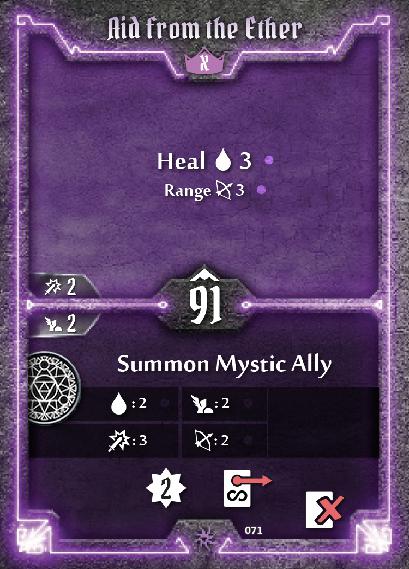 Aid from the Ether
X
Heal 3
Range 3
2
91
2
Summon Mystic Ally
:2 :2
:3 :2
2
071